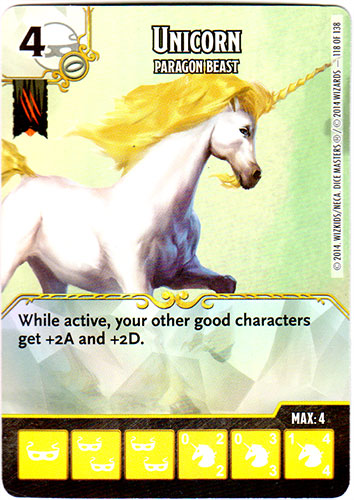 4
UNICORN
PARAGON BEAST
© 2014. WIZKIDS/NECA. DICE MASTERS / © 2014 WIZARDS — 118 OF 138
While active, your other good characters
get +2A and +2D.
MAX: 4
0 2 2
0 3 3
1 4 4